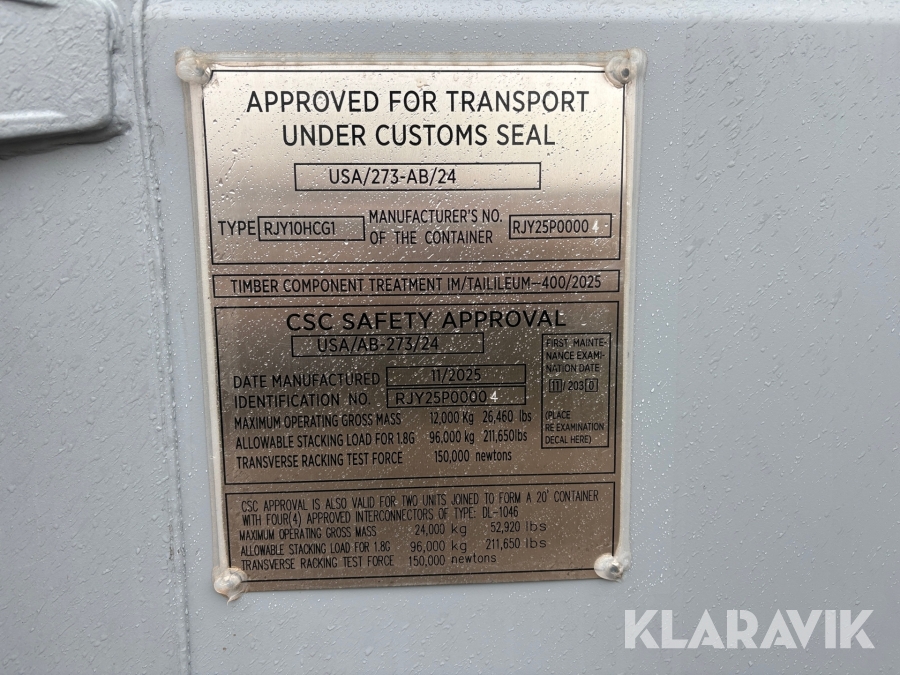 APPROVED FOR TRANSPORT
UNDER CUSTOMS SEAL
USA/273-AB/24
TYPE RJY10HCG1 MANUFACTURER'S NO. OF THE CONTAINER RJY25P00004
TIMBER COMPONENT TREATMENT IM/TAILILEUM-400/2025
CSC SAFETY APPROVAL
USA/AB-273/24
DATE MANUFACTURED 11/2025
IDENTIFICATION NO. RJY25P00004
MAXIMUM OPERATING GROSS MASS 12,000 Kg 26,460 lbs
ALLOWABLE STACKING LOAD FOR 1.8G 96,000 kg 211,650lbs
TRANSVERSE RACKING TEST FORCE 150,000 newtons
FIRST MAINTE-
NANCE EXAMI-
NATION DATE
11/2030
(PLACE
RE EXAMINATION
DECAL HERE)
CSC APPROVAL IS ALSO VALID FOR TWO UNITS JOINED TO FORM A 20' CONTAINER
WITH FOUR(4) APPROVED INTERCONNECTORS OF TYPE: DL-1046
MAXIMUM OPERATING GROSS MASS 24,000 kg 52,920 lbs
ALLOWABLE STACKING LOAD FOR 1.8G 96,000 kg 211,650 lbs
TRANSVERSE RACKING TEST FORCE 150,000 newtons
KLARAVIK